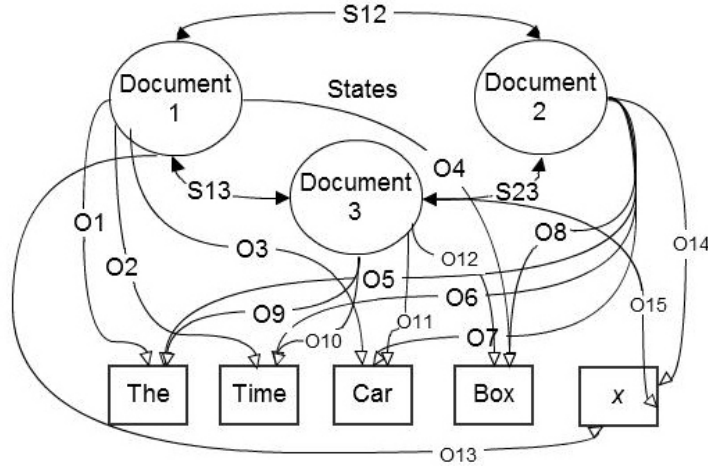 S12
Document
1
States
Document
2
O4
S13
Document
3
S23
O1
O2
O3
O12
O8
O14
O5
O6
O9
O10
O11
O7
O15
The
Time
Car
Box
x
O13